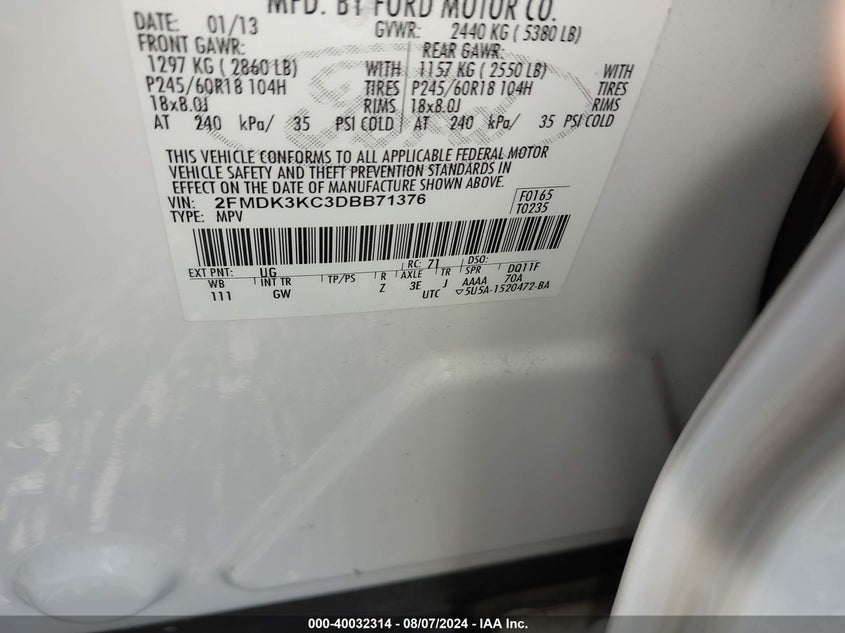 MFD. BY FORD MOTOR CO.
DATE: 01/13 GVWR: 2440 KG ( 5380 LB)
FRONT GAWR: REAR GAWR:
1297 KG ( 2860 LB) WITH 1157 KG ( 2550 LB) WITH
P245/60R18 104H TIRES P245/60R18 104H TIRES
18x8.0J RIMS 18x8.0J RIMS
AT 240 kPa/ 35 PSI COLD AT 240 kPa/ 35 PSI COLD
THIS VEHICLE CONFORMS TO ALL APPLICABLE FEDERAL MOTOR
VEHICLE SAFETY AND THEFT PREVENTION STANDARDS IN
EFFECT ON THE DATE OF MANUFACTURE SHOWN ABOVE.
VIN: 2FMDK3KC3DBB71376 F0165
TYPE: MPV T0235
EXT PNT: UG RC: 71 DSO: DQ11F
WB INT TR TP/PS R AXLE TR SPR 70A
111 GW Z 3E J AAAA
UTC ▽5U5A-1520472-BA
000-40032314 - 08/07/2024 - IAA Inc.